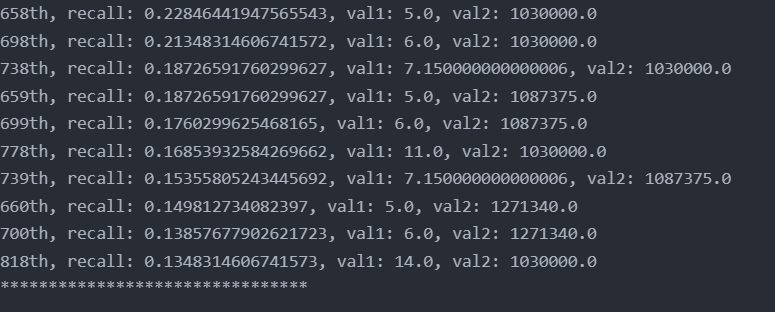 658th, recall: 0.22846441947565543, val1: 5.0, val2: 1030000.0
698th, recall: 0.21348314606741572, val1: 6.0, val2: 1030000.0
738th, recall: 0.18726591760299627, val1: 7.150000000000006, val2: 1030000.0
659th, recall: 0.18726591760299627, val1: 5.0, val2: 1087375.0
699th, recall: 0.1760299625468165, val1: 6.0, val2: 1087375.0
778th, recall: 0.16853932584269662, val1: 11.0, val2: 1030000.0
739th, recall: 0.15355805243445692, val1: 7.150000000000006, val2: 1087375.0
660th, recall: 0.149812734082397, val1: 5.0, val2: 1271340.0
700th, recall: 0.13857677902621723, val1: 6.0, val2: 1271340.0
818th, recall: 0.1348314606741573, val1: 14.0, val2: 1030000.0
********************************